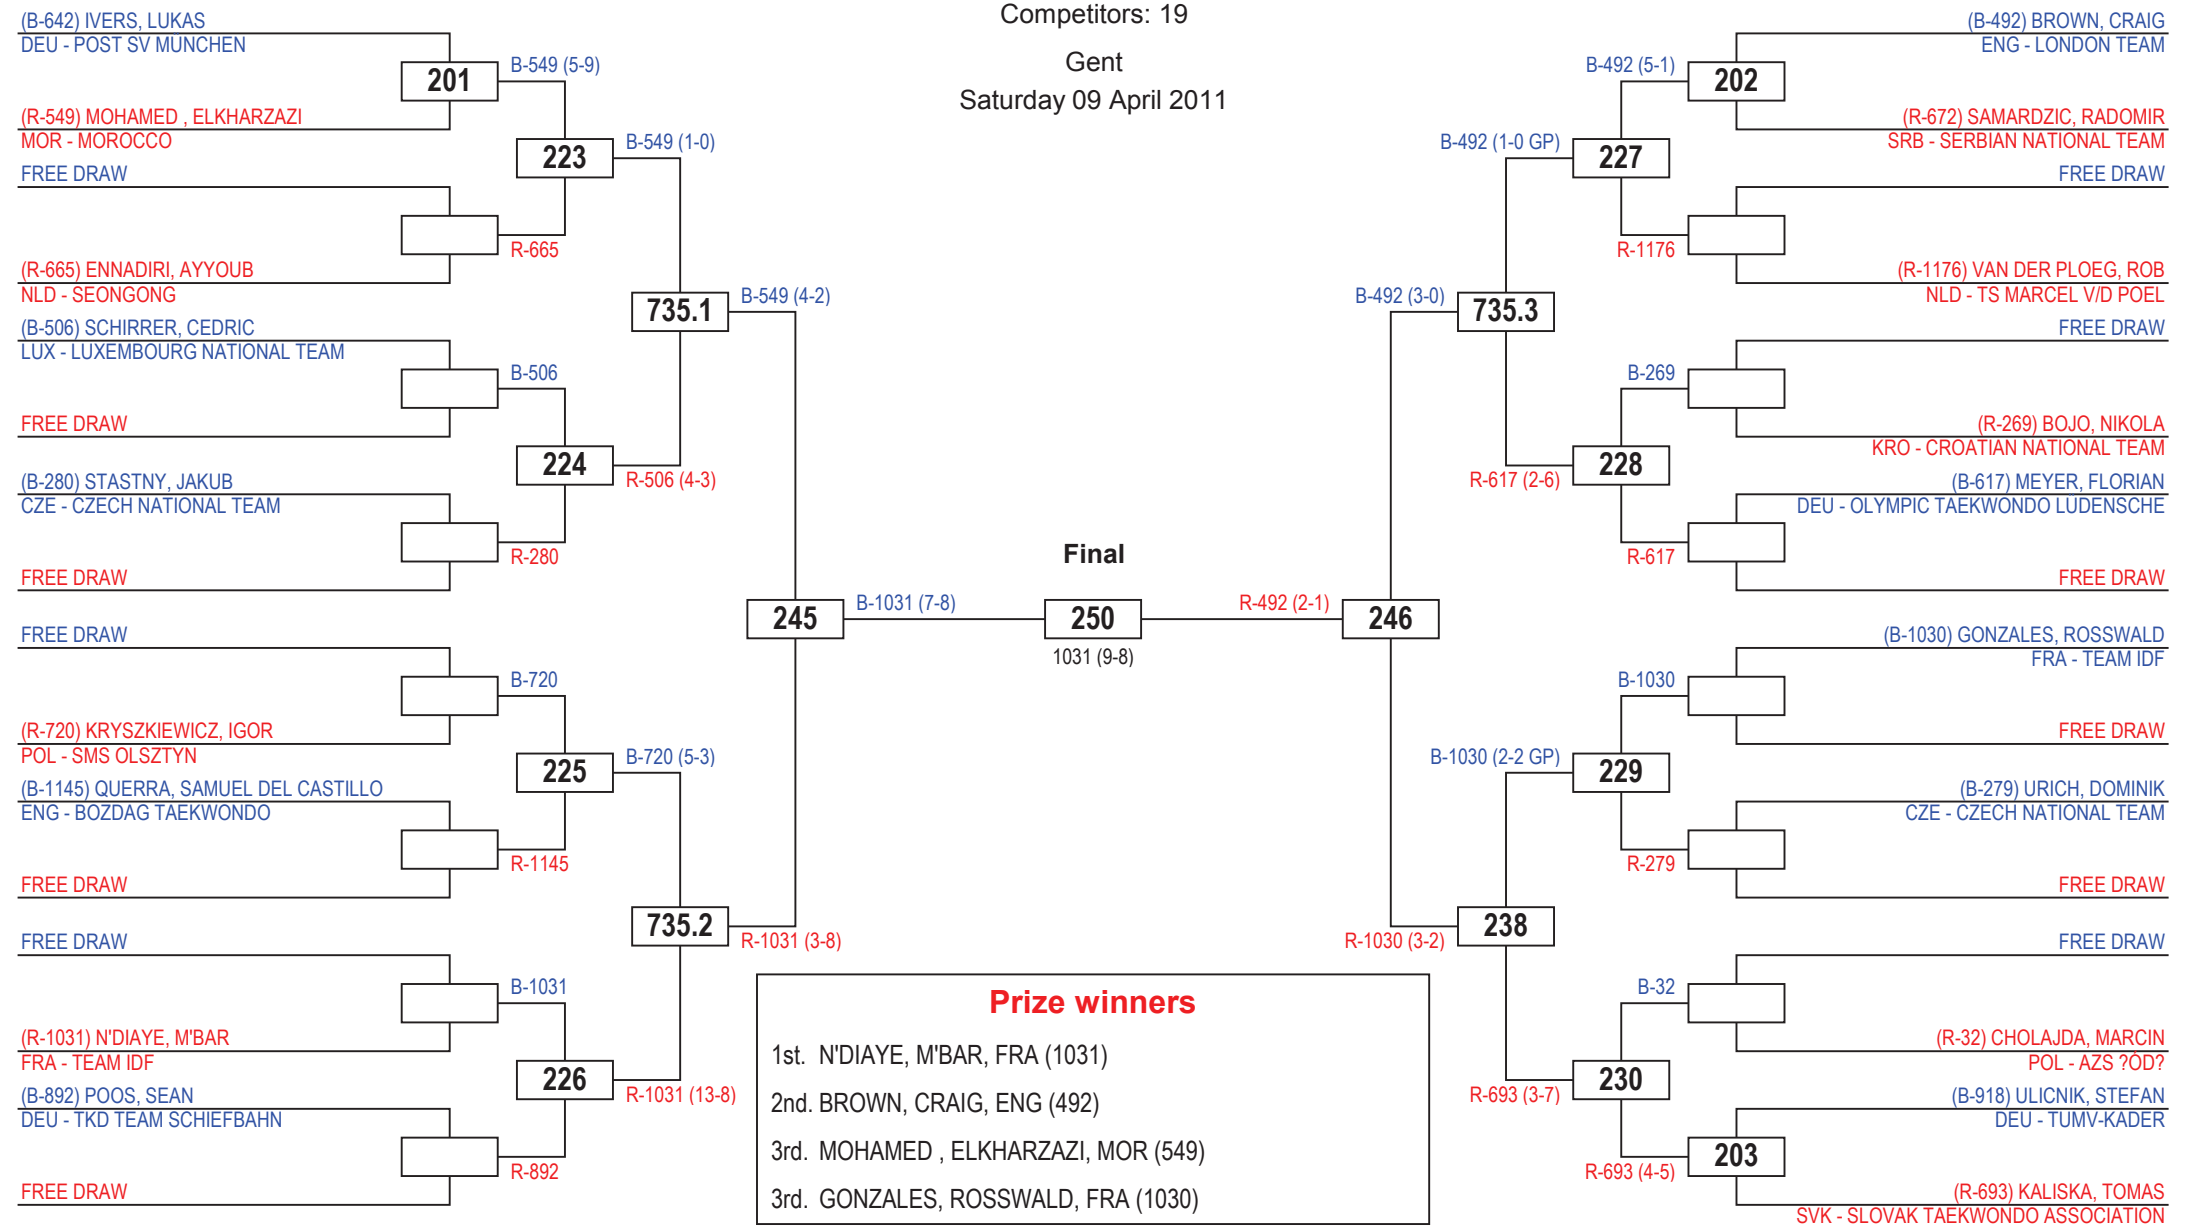 Competitors: 19
Gent
Saturday 09 April 2011
(B-642) IVERS, LUKAS
DEU - POST SV MUNCHEN
201
B-549 (5-9)
(R-549) MOHAMED , ELKHARZAZI
MOR - MOROCCO
223
B-549 (1-0)
FREE DRAW
R-665
(R-665) ENNADIRI, AYYOUB
NLD - SEONGONG
735.1
B-549 (4-2)
(B-506) SCHIRRER, CEDRIC
LUX - LUXEMBOURG NATIONAL TEAM
B-506
FREE DRAW
224
R-506 (4-3)
(B-280) STASTNY, JAKUB
CZE - CZECH NATIONAL TEAM
R-280
FREE DRAW
245
B-1031 (7-8)
FREE DRAW
B-720
(R-720) KRYSZKIEWICZ, IGOR
POL - SMS OLSZTYN
225
B-720 (5-3)
(B-1145) QUERRA, SAMUEL DEL CASTILLO
ENG - BOZDAG TAEKWONDO
R-1145
FREE DRAW
735.2
R-1031 (3-8)
FREE DRAW
B-1031
(R-1031) N'DIAYE, M'BAR
FRA - TEAM IDF
226
R-1031 (13-8)
(B-892) POOS, SEAN
DEU - TKD TEAM SCHIEFBAHN
R-892
FREE DRAW
Final
250
1031 (9-8)
(B-492) BROWN, CRAIG
ENG - LONDON TEAM
B-492 (5-1)
202
(R-672) SAMARDZIC, RADOMIR
SRB - SERBIAN NATIONAL TEAM
B-492 (1-0 GP)
227
FREE DRAW
R-1176
(R-1176) VAN DER PLOEG, ROB
NLD - TS MARCEL V/D POEL
B-492 (3-0)
735.3
FREE DRAW
B-269
(R-269) BOJO, NIKOLA
KRO - CROATIAN NATIONAL TEAM
R-617 (2-6)
228
(B-617) MEYER, FLORIAN
DEU - OLYMPIC TAEKWONDO LÜDENSCHE
R-617
FREE DRAW
R-492 (2-1)
246
(B-1030) GONZALES, ROSSWALD
FRA - TEAM IDF
B-1030
FREE DRAW
B-1030 (2-2 GP)
229
(B-279) URICH, DOMINIK
CZE - CZECH NATIONAL TEAM
R-279
FREE DRAW
R-1030 (3-2)
238
FREE DRAW
B-32
(R-32) CHOLAJDA, MARCIN
POL - AZS ?ÓD?
R-693 (3-7)
230
(B-918) ULICNIK, STEFAN
DEU - TUMV-KADER
R-693 (4-5)
203
(R-693) KALISKA, TOMAS
SVK - SLOVAK TAEKWONDO ASSOCIATION
Prize winners
1st. N'DIAYE, M'BAR, FRA (1031)
2nd. BROWN, CRAIG, ENG (492)
3rd. MOHAMED , ELKHARZAZI, MOR (549)
3rd. GONZALES, ROSSWALD, FRA (1030)